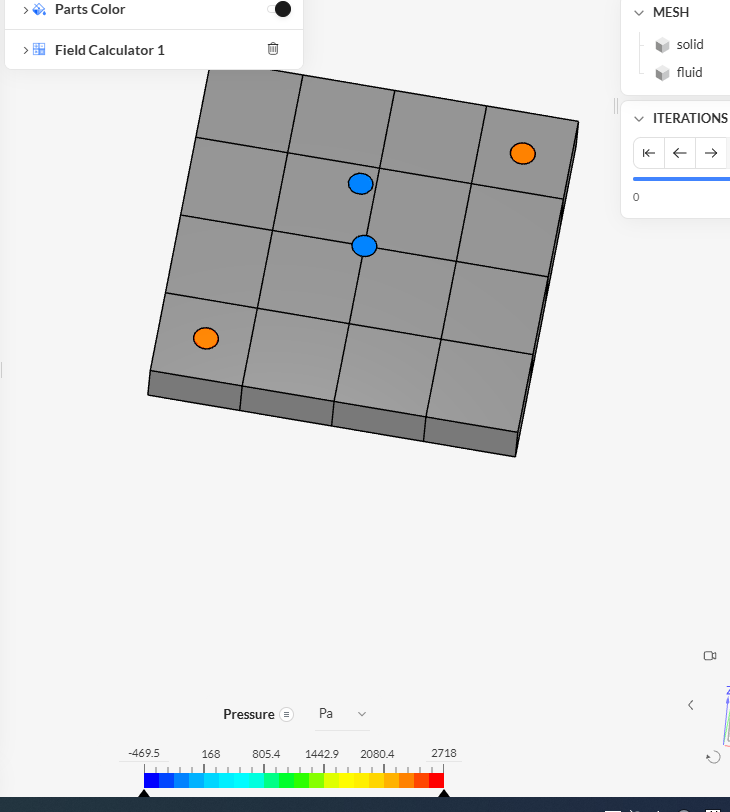 Parts Color
Field Calculator 1
MESH
solid
fluid
ITERATIONS
0
Pressure
Pa
-469.5 168 805.4 1442.9 2080.4 2718
Z